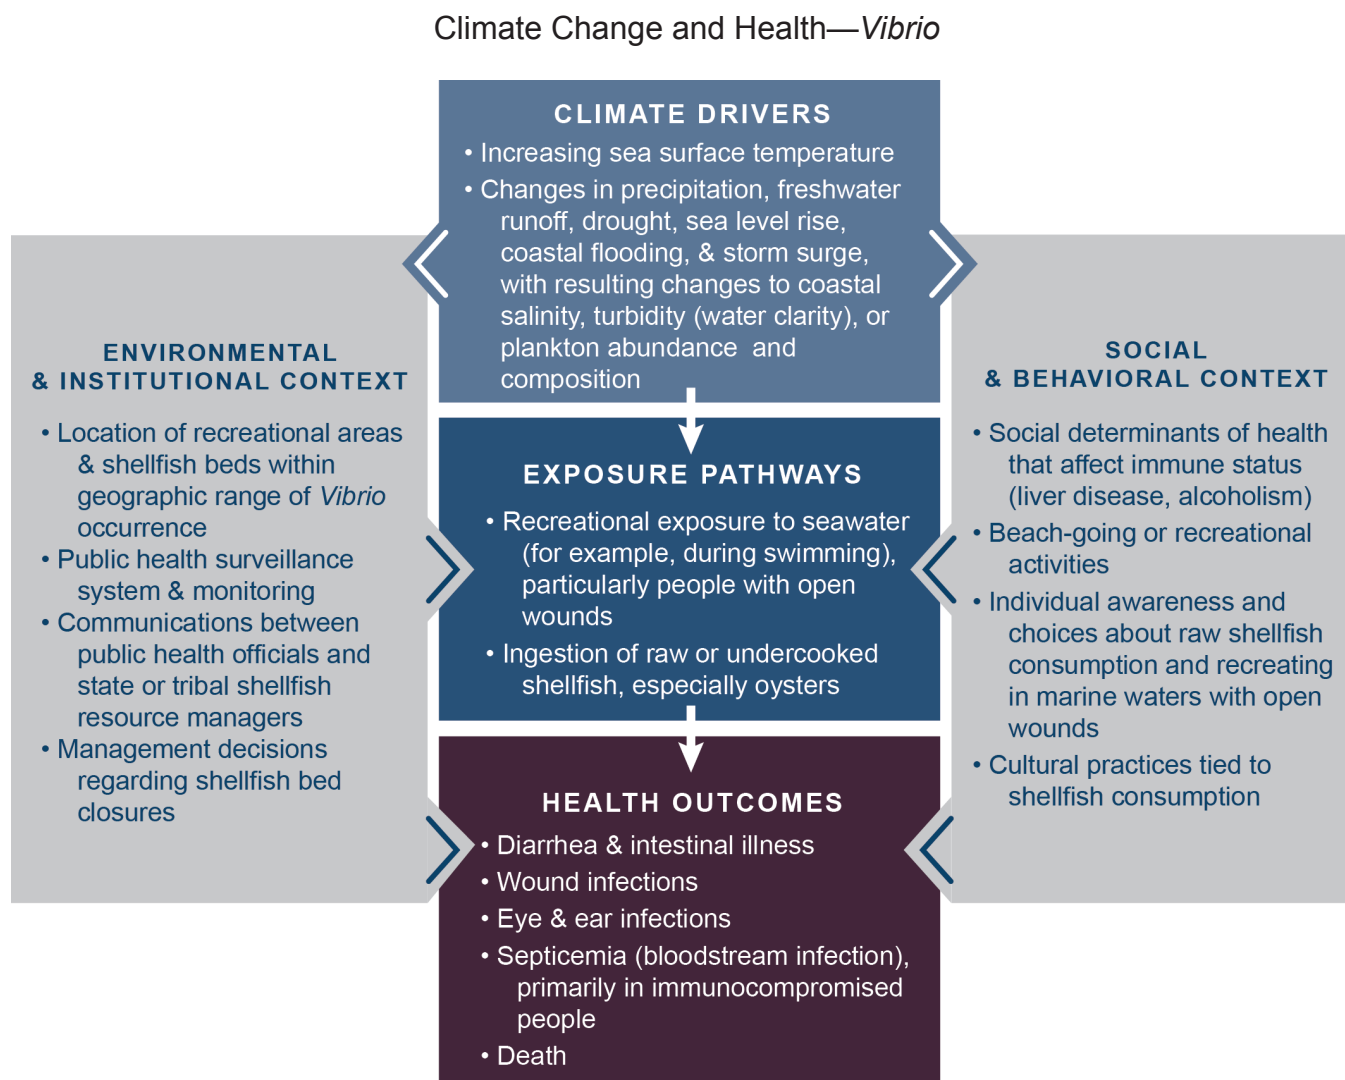 Climate Change and Health—Vibrio
CLIMATE DRIVERS
• Increasing sea surface temperature
• Changes in precipitation, freshwater
runoff, drought, sea level rise,
coastal flooding, & storm surge,
with resulting changes to coastal
salinity, turbidity (water clarity), or
plankton abundance and
composition
ENVIRONMENTAL
& INSTITUTIONAL CONTEXT
• Location of recreational areas
& shellfish beds within
geographic range of Vibrio
occurrence
• Public health surveillance
system & monitoring
• Communications between
public health officials and
state or tribal shellfish
resource managers
• Management decisions
regarding shellfish bed
closures
EXPOSURE PATHWAYS
• Recreational exposure to seawater
(for example, during swimming),
particularly people with open
wounds
• Ingestion of raw or undercooked
shellfish, especially oysters
SOCIAL
& BEHAVIORAL CONTEXT
• Social determinants of health
that affect immune status
(liver disease, alcoholism)
• Beach-going or recreational
activities
• Individual awareness and
choices about raw shellfish
consumption and recreating
in marine waters with open
wounds
• Cultural practices tied to
shellfish consumption
HEALTH OUTCOMES
• Diarrhea & intestinal illness
• Wound infections
• Eye & ear infections
• Septicemia (bloodstream infection),
primarily in immunocompromised
people
• Death